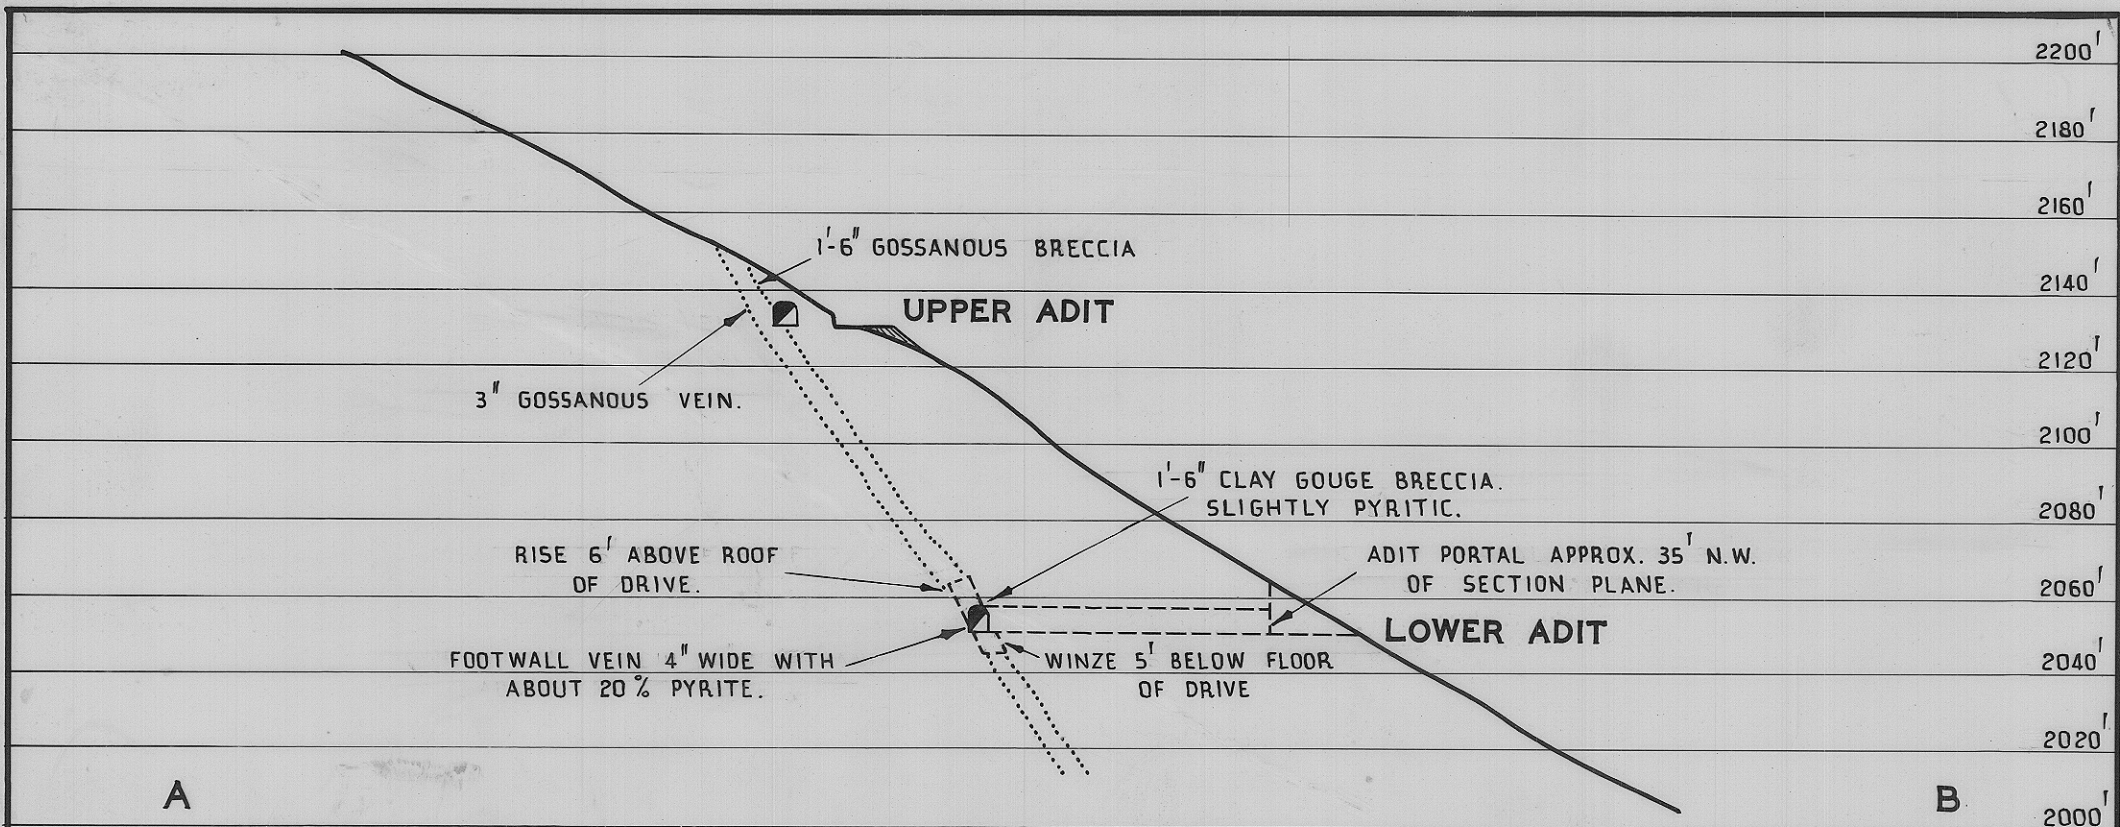 2200'
2180'
2160'
1'-6" GOSSANOUS BRECCIA
2140'
UPPER ADIT
2120'
3" GOSSANOUS VEIN.
2100'
1'-6" CLAY GOUGE BRECCIA.
SLIGHTLY PYRITIC.
2080'
RISE 6' ABOVE ROOF
OF DRIVE.
ADIT PORTAL APPROX. 35' N.W.
OF SECTION PLANE.
2060'
LOWER ADIT
FOOTWALL VEIN 4" WIDE WITH
ABOUT 20% PYRITE.
WINZE 5' BELOW FLOOR
OF DRIVE
2040'
2020'
A
B
2000'